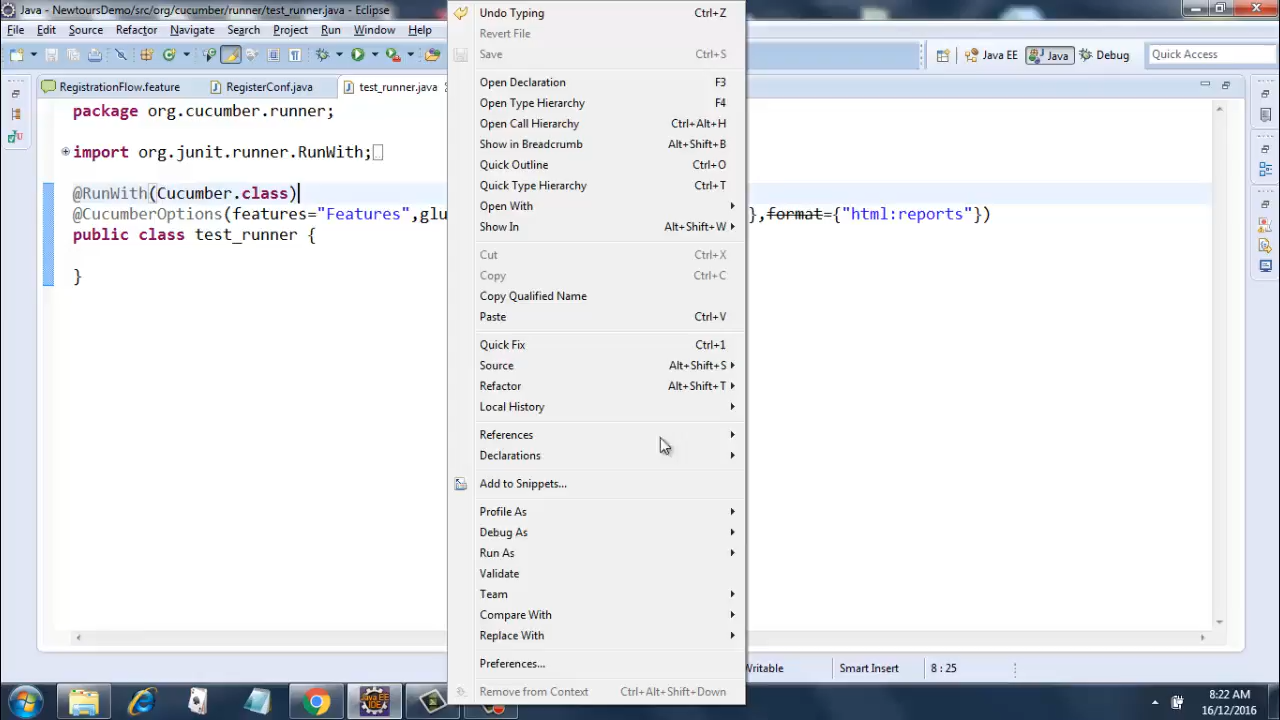 Java - NewtoursDemo/src/org/cucumber/runner/test_runner.java - Eclipse
File Edit Source Refactor Navigate Search Project Run Window Help
Java EE Java Debug Quick Access
RegistrationFlow.feature RegisterConf.java test_runner.java
package org.cucumber.runner;
import org.junit.runner.RunWith;
@RunWith(Cucumber.class)
@CucumberOptions(features="Features",glu },format={"html:reports"})
public class test_runner {
}
Undo Typing Ctrl+Z
Revert File
Save Ctrl+S
Open Declaration F3
Open Type Hierarchy F4
Open Call Hierarchy Ctrl+Alt+H
Show in Breadcrumb Alt+Shift+B
Quick Outline Ctrl+O
Quick Type Hierarchy Ctrl+T
Open With
Show In Alt+Shift+W
Cut Ctrl+X
Copy Ctrl+C
Copy Qualified Name
Paste Ctrl+V
Quick Fix Ctrl+1
Source Alt+Shift+S
Refactor Alt+Shift+T
Local History
References
Declarations
Add to Snippets...
Profile As
Debug As
Run As
Validate
Team
Compare With
Replace With
Preferences...
Remove from Context Ctrl+Alt+Shift+Down
Smart Insert 8 : 25
Java EE
IDE
8:22 AM
16/12/2016